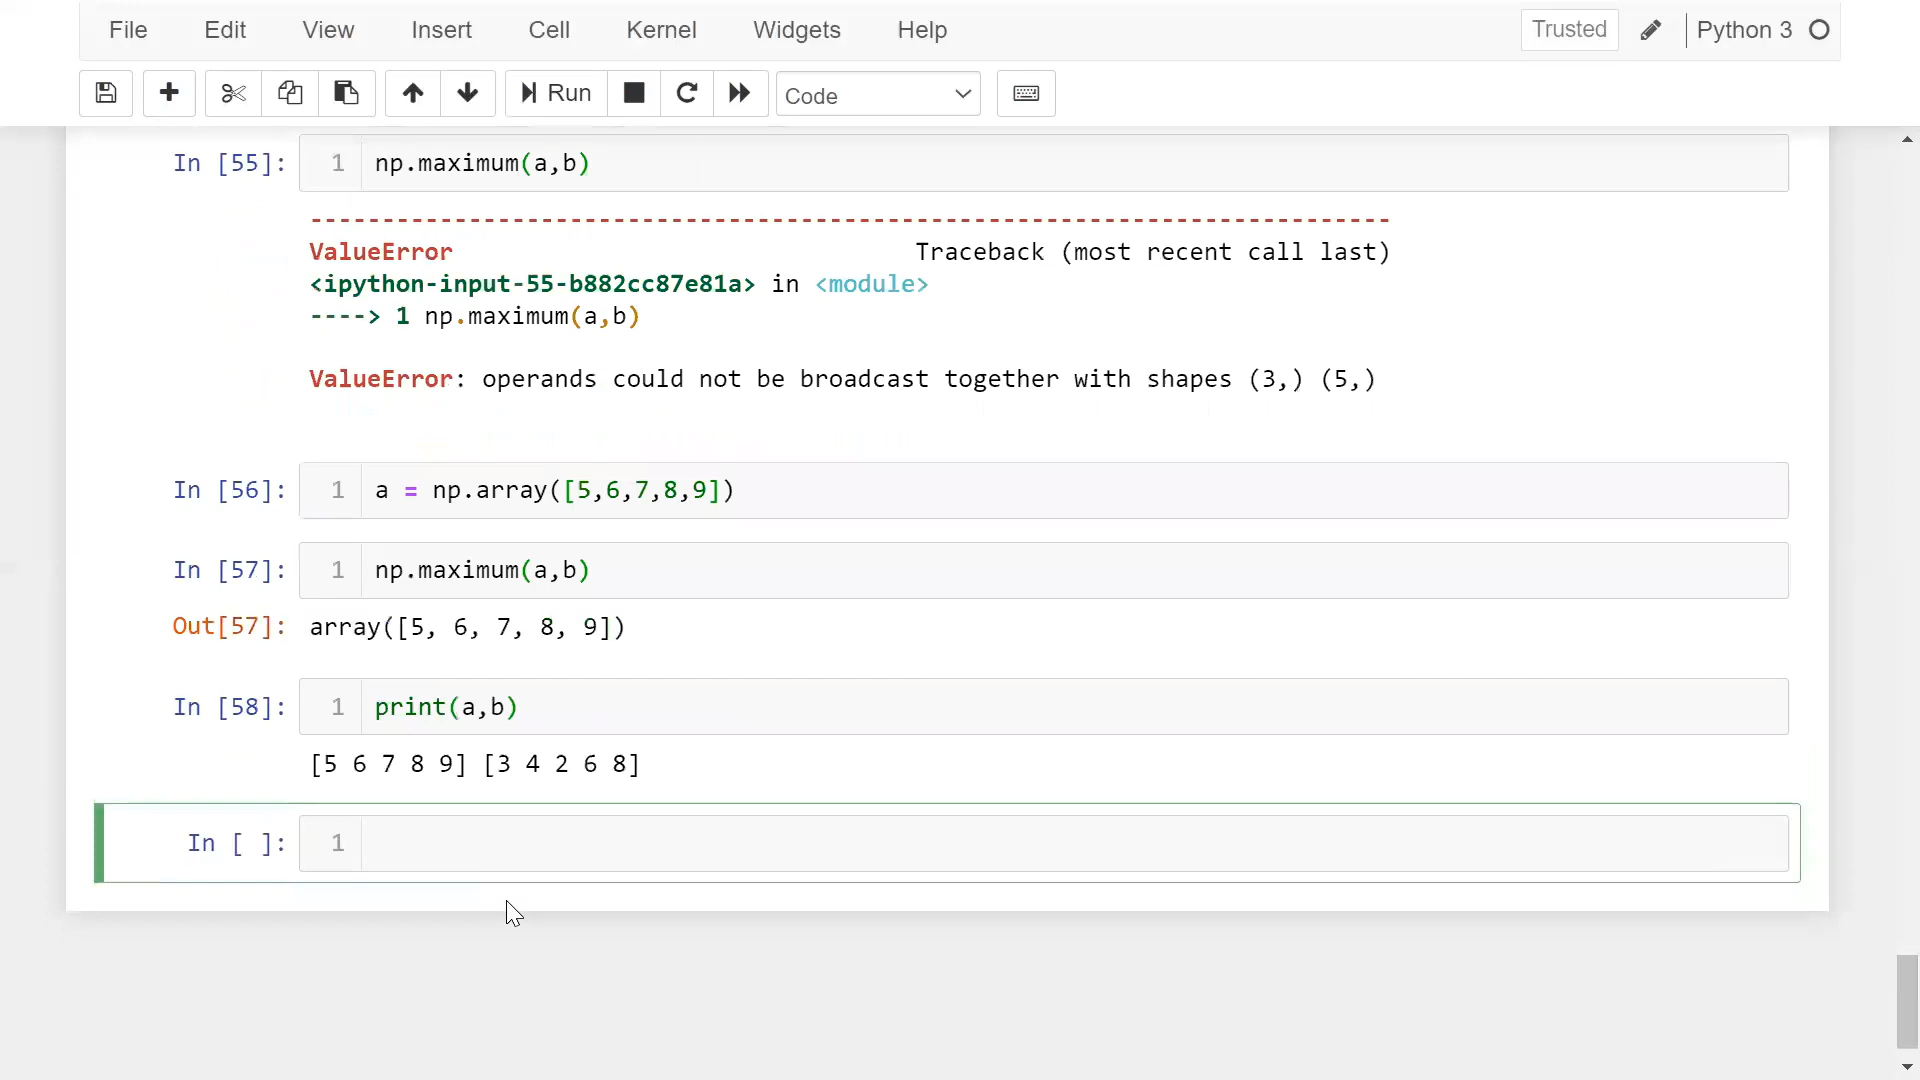 File Edit View Insert Cell Kernel Widgets Help Trusted Python 3
Run Code
In [55]: 1 np.maximum(a,b)
---------------------------------------------------------------------------
ValueError Traceback (most recent call last)
<ipython-input-55-b882cc87e81a> in <module>
----> 1 np.maximum(a,b)
ValueError: operands could not be broadcast together with shapes (3,) (5,)
In [56]: 1 a = np.array([5,6,7,8,9])
In [57]: 1 np.maximum(a,b)
Out[57]: array([5, 6, 7, 8, 9])
In [58]: 1 print(a,b)
[5 6 7 8 9] [3 4 2 6 8]
In [ ]: 1